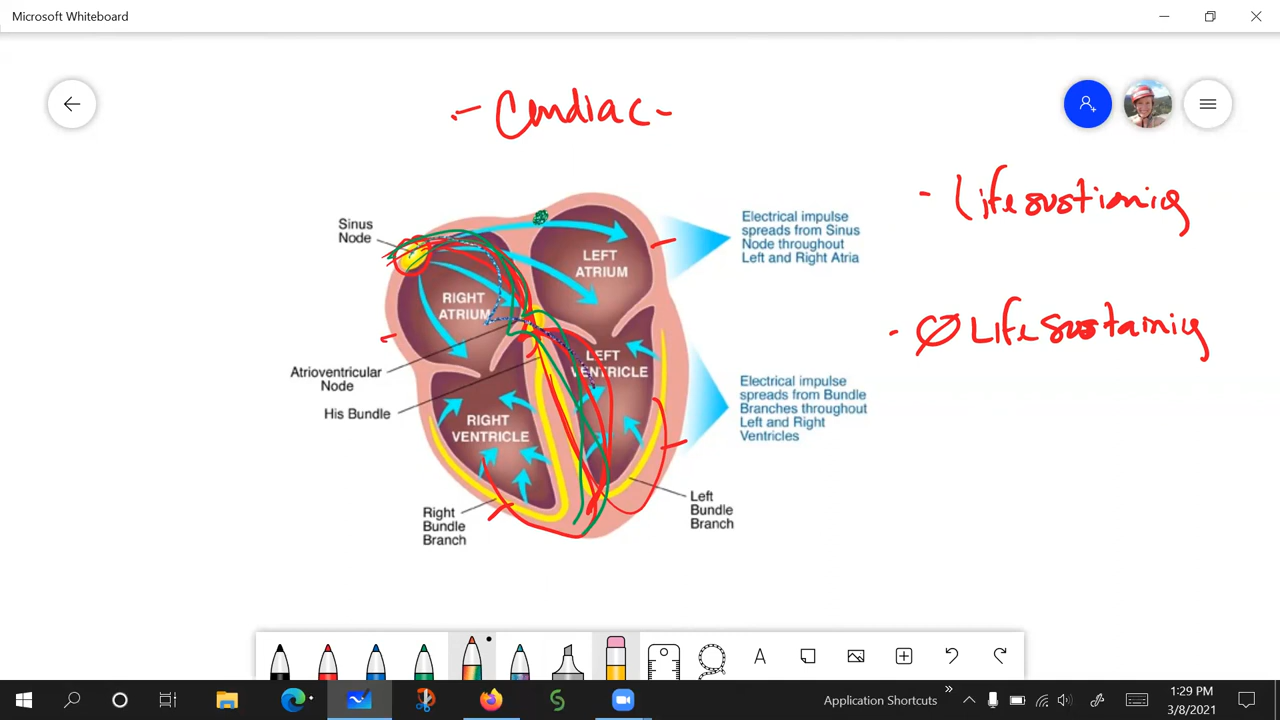 Microsoft Whiteboard
- Cardiac -
- Life sustioning
- Ø Life sustaining
Sinus
Node
LEFT
ATRIUM
RIGHT
ATRIUM
Electrical impulse
spreads from Sinus
Node throughout
Left and Right Atria
Atrioventricular
Node
His Bundle
LEFT
VENTRICLE
RIGHT
VENTRICLE
Electrical impulse
spreads from Bundle
Branches throughout
Left and Right
Ventricles
Right
Bundle
Branch
Left
Bundle
Branch
A
Application Shortcuts
»
1:29 PM
3/8/2021